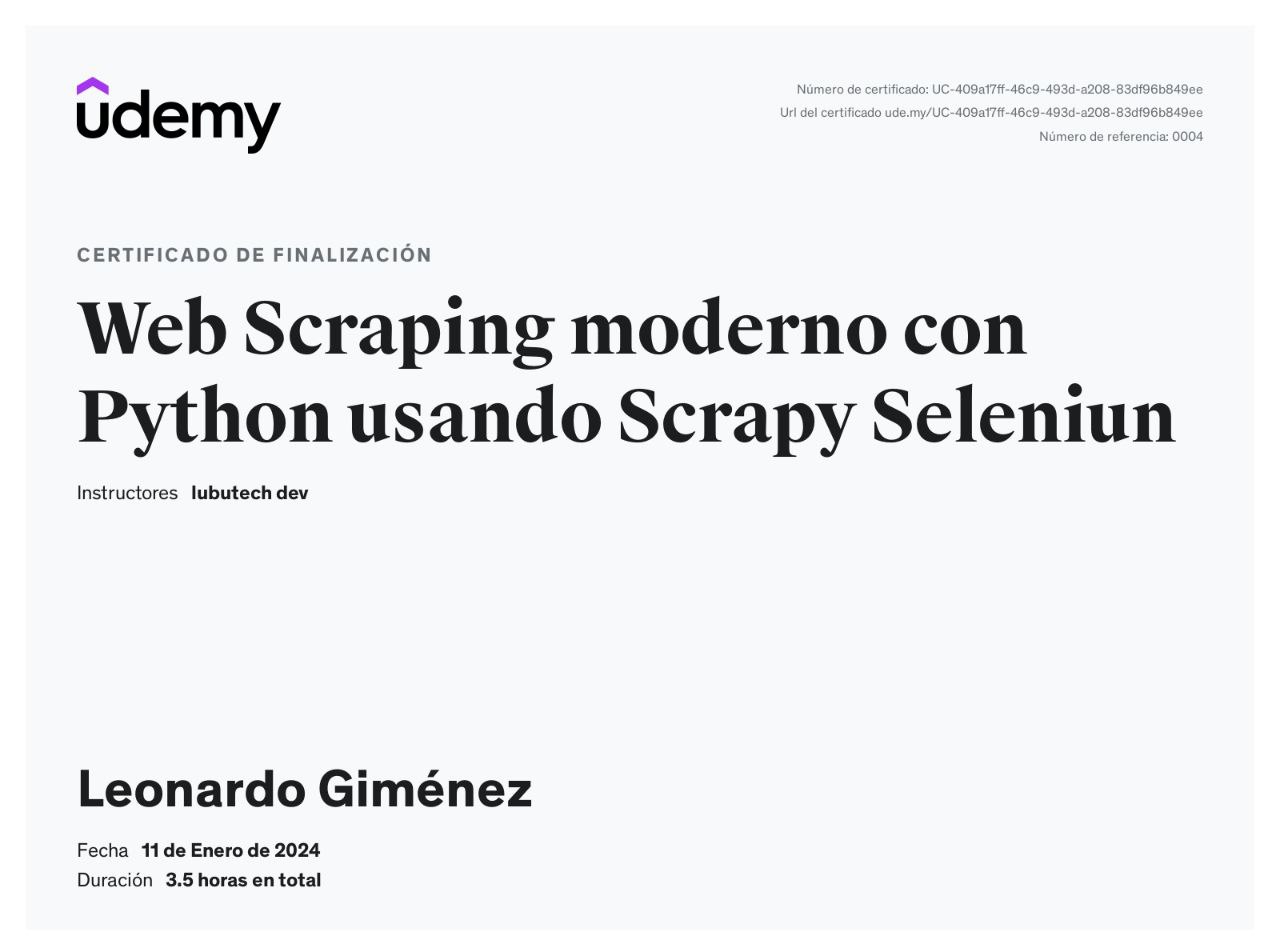 udemy
Número de certificado: UC-409a17ff-46c9-493d-a208-83df96b849ee
Url del certificado ude.my/UC-409a17ff-46c9-493d-a208-83df96b849ee
Número de referencia: 0004
CERTIFICADO DE FINALIZACIÓN
Web Scraping moderno con
Python usando Scrapy Seleniun
Instructores lubutech dev
Leonardo Giménez
Fecha 11 de Enero de 2024
Duración 3.5 horas en total